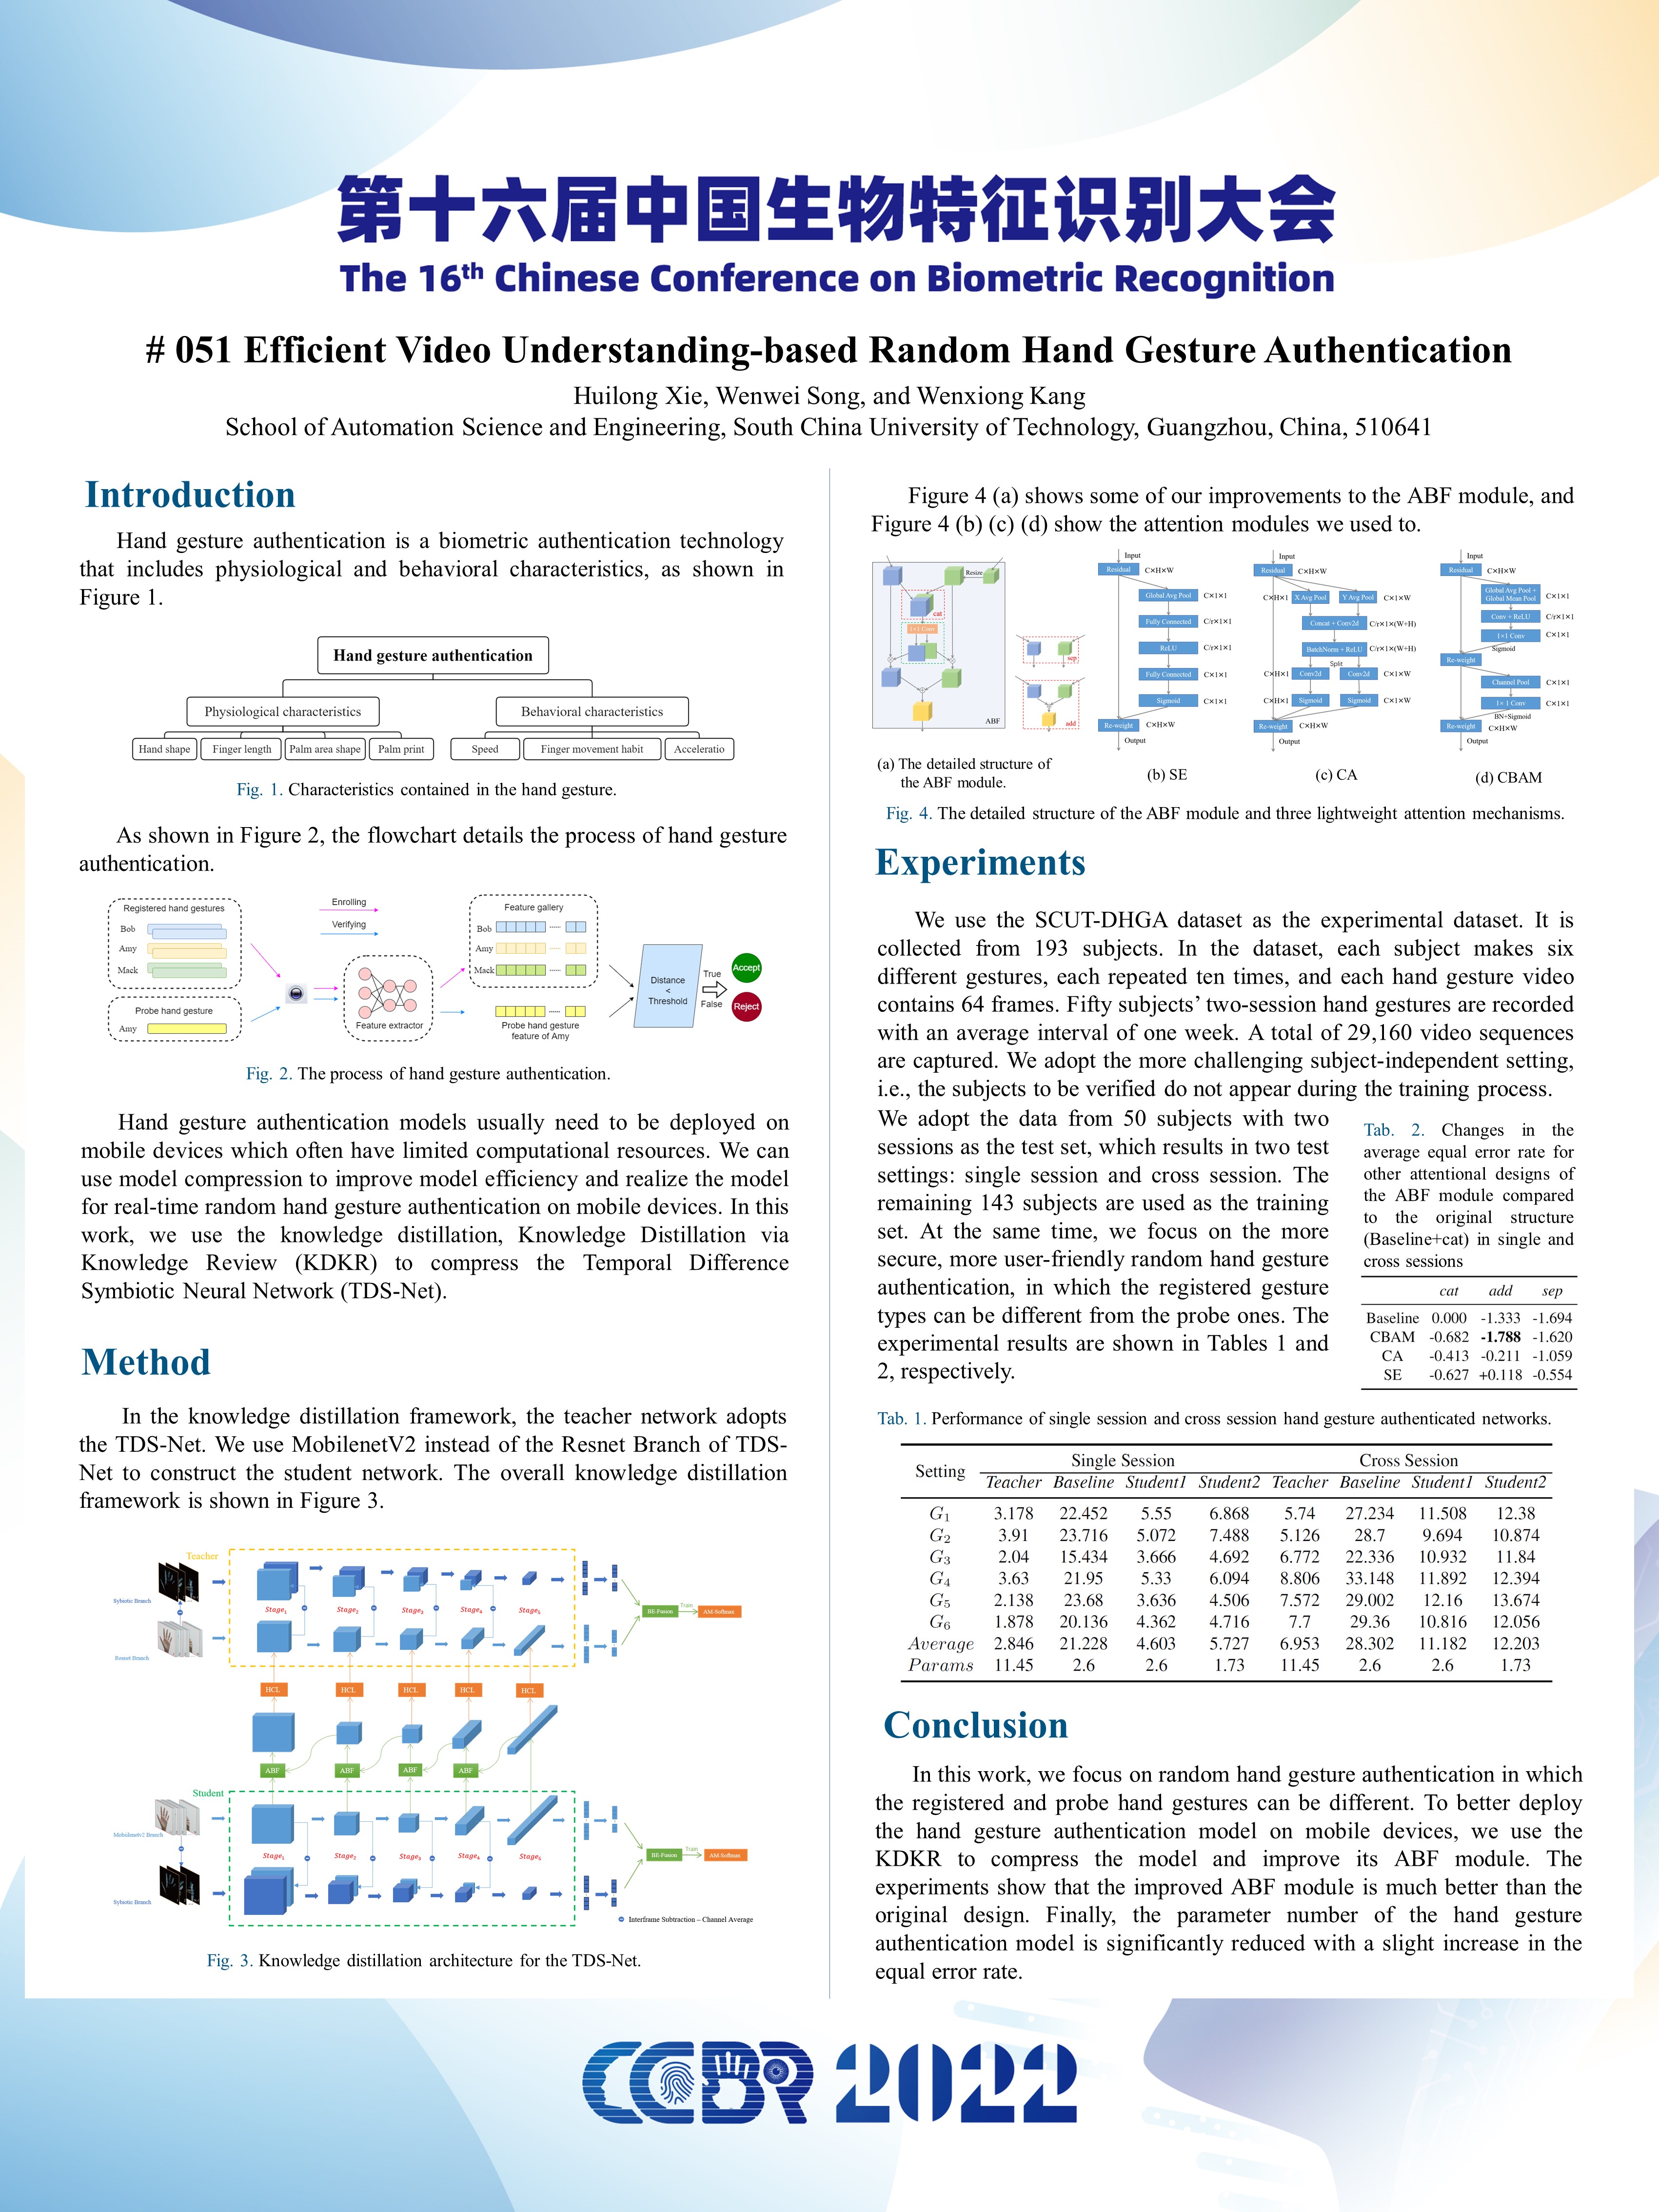 第十六届中国生物特征识别大会
The 16th Chinese Conference on Biometric Recognition
# 051 Efficient Video Understanding-based Random Hand Gesture Authentication
Huilong Xie, Wenwei Song, and Wenxiong Kang
School of Automation Science and Engineering, South China University of Technology, Guangzhou, China, 510641
Introduction
Hand gesture authentication is a biometric authentication technology
that includes physiological and behavioral characteristics, as shown in
Figure 1.
Hand gesture authentication
Physiological characteristics
Behavioral characteristics
Hand shape
Finger length
Palm area shape
Palm print
Speed
Finger movement habit
Acceleratio
Fig. 1. Characteristics contained in the hand gesture.
As shown in Figure 2, the flowchart details the process of hand gesture
authentication.
Registered hand gestures
Bob
Amy
Mack
Probe hand gesture
Amy
Enrolling
Verifying
Feature extractor
Feature gallery
Bob
Amy
Mack
Probe hand gesture
feature of Amy
Distance
<
Threshold
True
False
Accept
Reject
Fig. 2. The process of hand gesture authentication.
Hand gesture authentication models usually need to be deployed on
mobile devices which often have limited computational resources. We can
use model compression to improve model efficiency and realize the model
for real-time random hand gesture authentication on mobile devices. In this
work, we use the knowledge distillation, Knowledge Distillation via
Knowledge Review (KDKR) to compress the Temporal Difference
Symbiotic Neural Network (TDS-Net).
Method
In the knowledge distillation framework, the teacher network adopts
the TDS-Net. We use MobilenetV2 instead of the Resnet Branch of TDS-
Net to construct the student network. The overall knowledge distillation
framework is shown in Figure 3.
Teacher
Sybiotic Branch
Resnet Branch
Stage1
Stage2
Stage3
Stage4
Stage5
BE-Fusion
Train
AM-Softmax
HCL
HCL
HCL
HCL
HCL
ABF
ABF
ABF
ABF
Student
Mobilenetv2 Branch
Sybiotic Branch
Stage1
Stage2
Stage3
Stage4
Stage5
BE-Fusion
Train
AM-Softmax
Interframe Subtraction – Channel Average
Fig. 3. Knowledge distillation architecture for the TDS-Net.
Figure 4 (a) shows some of our improvements to the ABF module, and
Figure 4 (b) (c) (d) show the attention modules we used to.
Resize
cat
1×1 Conv
ABF
sep
add
(a) The detailed structure of
the ABF module.
Input
Residual C×H×W
Global Avg Pool C×1×1
Fully Connected C/r×1×1
ReLU C/r×1×1
Fully Connected C×1×1
Sigmoid C×1×1
Re-weight C×H×W
Output
(b) SE
Input
Residual C×H×W
C×H×1 X Avg Pool Y Avg Pool C×1×W
Concat + Conv2d C/r×1×(W+H)
BatchNorm + ReLU C/r×1×(W+H)
Split
C×H×1 Conv2d Conv2d C×1×W
C×H×1 Sigmoid Sigmoid C×1×W
Re-weight C×H×W
Output
(c) CA
Input
Residual C×H×W
Global Avg Pool +
Global Mean Pool C×1×1
Conv + ReLU C/r×1×1
1×1 Conv C×1×1
Sigmoid
Re-weight
Channel Pool C×1×1
1× 1 Conv C×1×1
BN+Sigmoid
Re-weight C×H×W
Output
(d) CBAM
Fig. 4. The detailed structure of the ABF module and three lightweight attention mechanisms.
Experiments
We use the SCUT-DHGA dataset as the experimental dataset. It is
collected from 193 subjects. In the dataset, each subject makes six
different gestures, each repeated ten times, and each hand gesture video
contains 64 frames. Fifty subjects’ two-session hand gestures are recorded
with an average interval of one week. A total of 29,160 video sequences
are captured. We adopt the more challenging subject-independent setting,
i.e., the subjects to be verified do not appear during the training process.
We adopt the data from 50 subjects with two
sessions as the test set, which results in two test
settings: single session and cross session. The
remaining 143 subjects are used as the training
set. At the same time, we focus on the more
secure, more user-friendly random hand gesture
authentication, in which the registered gesture
types can be different from the probe ones. The
experimental results are shown in Tables 1 and
2, respectively.
Tab. 2. Changes in the
average equal error rate for
other attentional designs of
the ABF module compared
to the original structure
(Baseline+cat) in single and
cross sessions
cat add sep
Baseline 0.000 -1.333 -1.694
CBAM -0.682 -1.788 -1.620
CA -0.413 -0.211 -1.059
SE -0.627 +0.118 -0.554
Tab. 1. Performance of single session and cross session hand gesture authenticated networks.
Setting Single Session Cross Session
Teacher Baseline Student1 Student2 Teacher Baseline Student1 Student2
G1 3.178 22.452 5.55 6.868 5.74 27.234 11.508 12.38
G2 3.91 23.716 5.072 7.488 5.126 28.7 9.694 10.874
G3 2.04 15.434 3.666 4.692 6.772 22.336 10.932 11.84
G4 3.63 21.95 5.33 6.094 8.806 33.148 11.892 12.394
G5 2.138 23.68 3.636 4.506 7.572 29.002 12.16 13.674
G6 1.878 20.136 4.362 4.716 7.7 29.36 10.816 12.056
Average 2.846 21.228 4.603 5.727 6.953 28.302 11.182 12.203
Params 11.45 2.6 2.6 1.73 11.45 2.6 2.6 1.73
Conclusion
In this work, we focus on random hand gesture authentication in which
the registered and probe hand gestures can be different. To better deploy
the hand gesture authentication model on mobile devices, we use the
KDKR to compress the model and improve its ABF module. The
experiments show that the improved ABF module is much better than the
original design. Finally, the parameter number of the hand gesture
authentication model is significantly reduced with a slight increase in the
equal error rate.
CCBR 2022